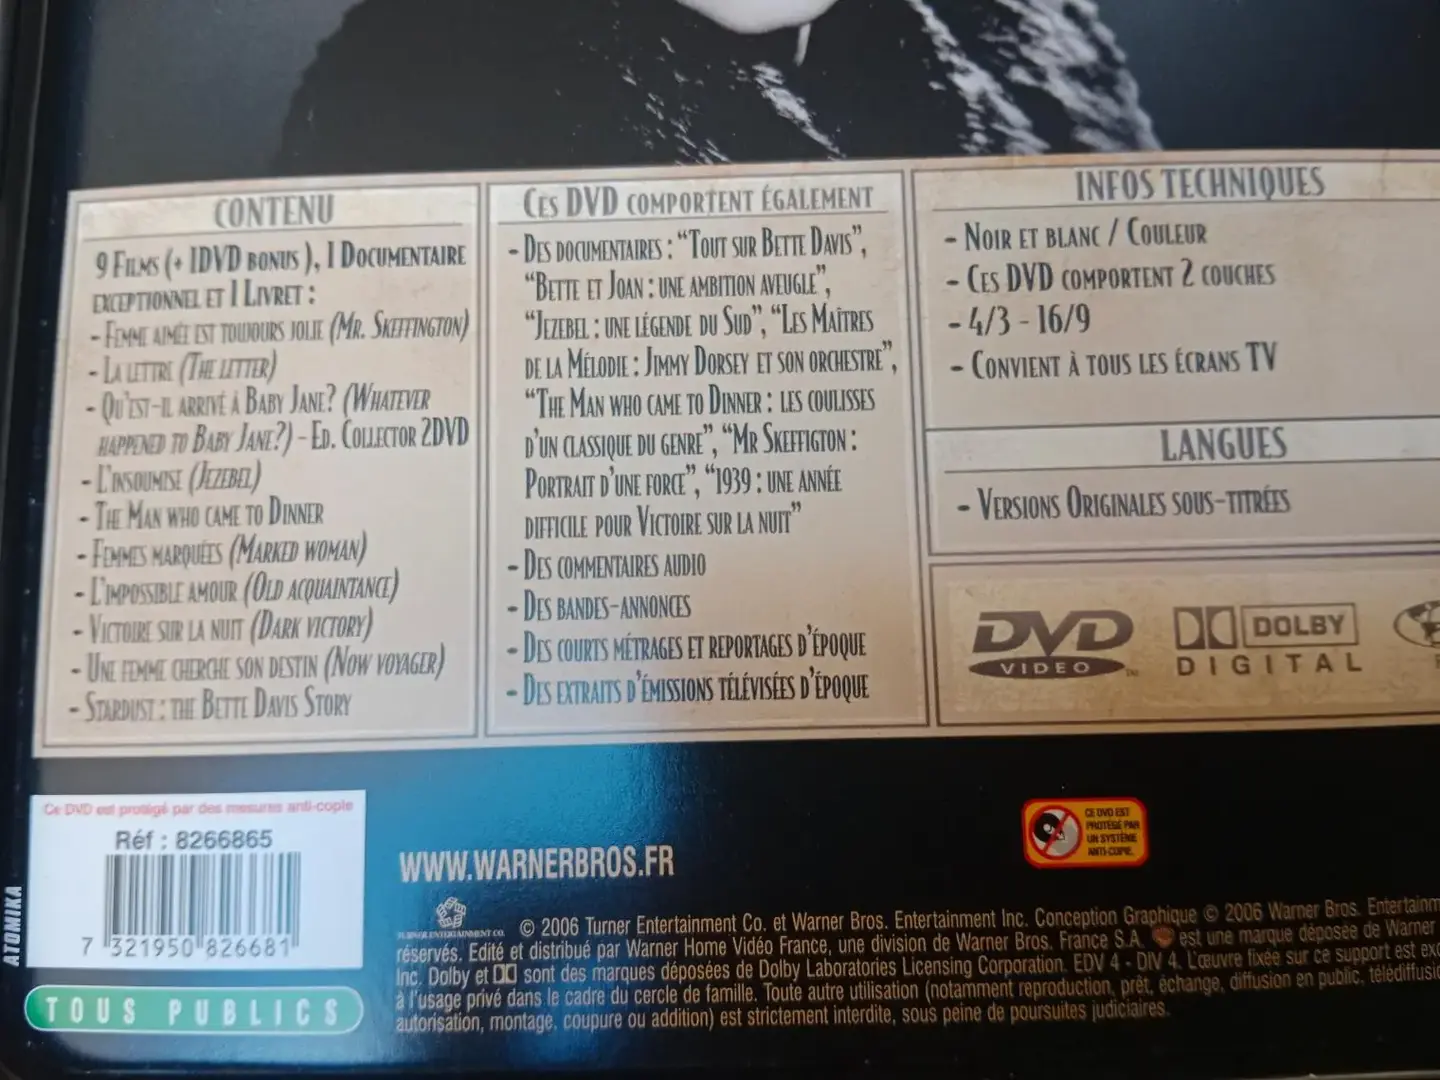 CONTENU
9 FILMS (+ 1DVD BONUS), 1 DOCUMENTAIRE
EXCEPTIONNEL ET 1 LIVRET :
- FEMME AIMÉE EST TOUJOURS JOLIE (MR. SKEFFINGTON)
- LA LETTRE (THE LETTER)
- QU'EST-IL ARRIVÉ À BABY JANE? (WHATEVER
HAPPENED TO BABY JANE?) - ED. COLLECTOR 2DVD
- L'INSOUMISE (JEZEBEL)
- THE MAN WHO CAME TO DINNER
- FEMMES MARQUÉES (MARKED WOMAN)
- L'IMPOSSIBLE AMOUR (OLD ACQUAINTANCE)
- VICTOIRE SUR LA NUIT (DARK VICTORY)
- UNE FEMME CHERCHE SON DESTIN (NOW VOYAGER)
- STARDUST : THE BETTE DAVIS STORY
CES DVD COMPORTENT ÉGALEMENT
- DES DOCUMENTAIRES : "TOUT SUR BETTE DAVIS",
"BETTE ET JOAN : UNE AMBITION AVEUGLE",
"JEZEBEL : UNE LÉGENDE DU SUD", "LES MAÎTRES
DE LA MÉLODIE : JIMMY DORSEY ET SON ORCHESTRE",
"THE MAN WHO CAME TO DINNER : LES COULISSES
D'UN CLASSIQUE DU GENRE", "MR SKEFFIGTON :
PORTRAIT D'UNE FORCE", "1939 : UNE ANNÉE
DIFFICILE POUR VICTOIRE SUR LA NUIT"
- DES COMMENTAIRES AUDIO
- DES BANDES-ANNONCES
- DES COURTS MÉTRAGES ET REPORTAGES D'ÉPOQUE
- DES EXTRAITS D'ÉMISSIONS TÉLÉVISÉES D'ÉPOQUE
INFOS TECHNIQUES
- NOIR ET BLANC / COULEUR
- CES DVD COMPORTENT 2 COUCHES
- 4/3 - 16/9
- CONVIENT À TOUS LES ÉCRANS TV
LANGUES
- VERSIONS ORIGINALES SOUS-TITRÉES
DVD
VIDEO
DOLBY
DIGITAL
Ce DVD est protégé par des mesures anti-copie
Réf : 8266865
7 321950 826681
ATOMIKA
TOUS PUBLICS
WWW.WARNERBROS.FR
CE DVD EST
PROTÉGÉ PAR
UN SYSTÈME
ANTI-COPIE.
TURNER ENTERTAINMENT CO.
© 2006 Turner Entertainment Co. et Warner Bros. Entertainment Inc. Conception Graphique © 2006 Warner Bros. Entertainm
réservés. Edité et distribué par Warner Home Vidéo France, une division de Warner Bros. France S.A. est une marque déposée de Warner
Inc. Dolby et sont des marques déposées de Dolby Laboratories Licensing Corporation. EDV 4 - DIV 4. L'œuvre fixée sur ce support est exc
à l'usage privé dans le cadre du cercle de famille. Toute autre utilisation (notamment reproduction, prêt, échange, diffusion en public, télédiffusi
autorisation, montage, coupure ou addition) est strictement interdite, sous peine de poursuites judiciaires.